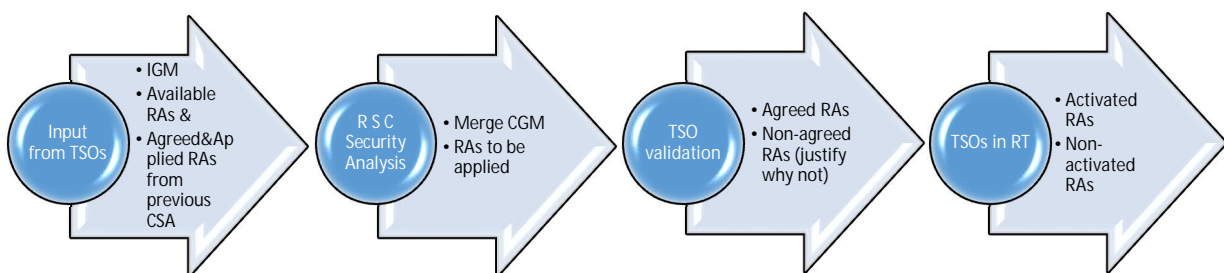 Input
from TSOs
• IGM
• Available
RAs &
• Agreed&Ap
plied RAs
from
previous
CSA
R S C
Security
Analysis
• Merge CGM
• RAs to be
applied
TSO
validation
• Agreed RAs
• Non-agreed
RAs (justify
why not)
TSOs in RT
• Activated
RAs
• Non-
activated
RAs